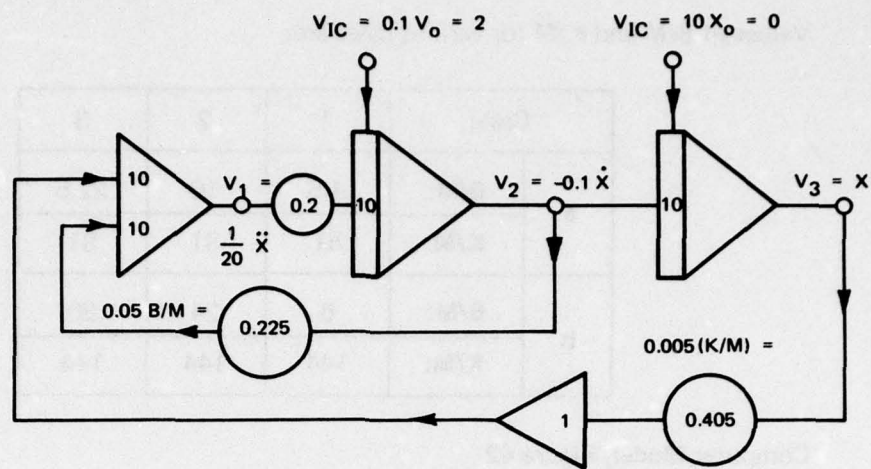 V_IC = 0.1 V_o = 2
V_IC = 10 X_o = 0
10
10
V_1 =
1/20 ẍ
0.2
10
V_2 = -0.1 ẋ
10
V_3 = X
0.05 B/M =
0.225
0.005 (K/M) =
0.405
1